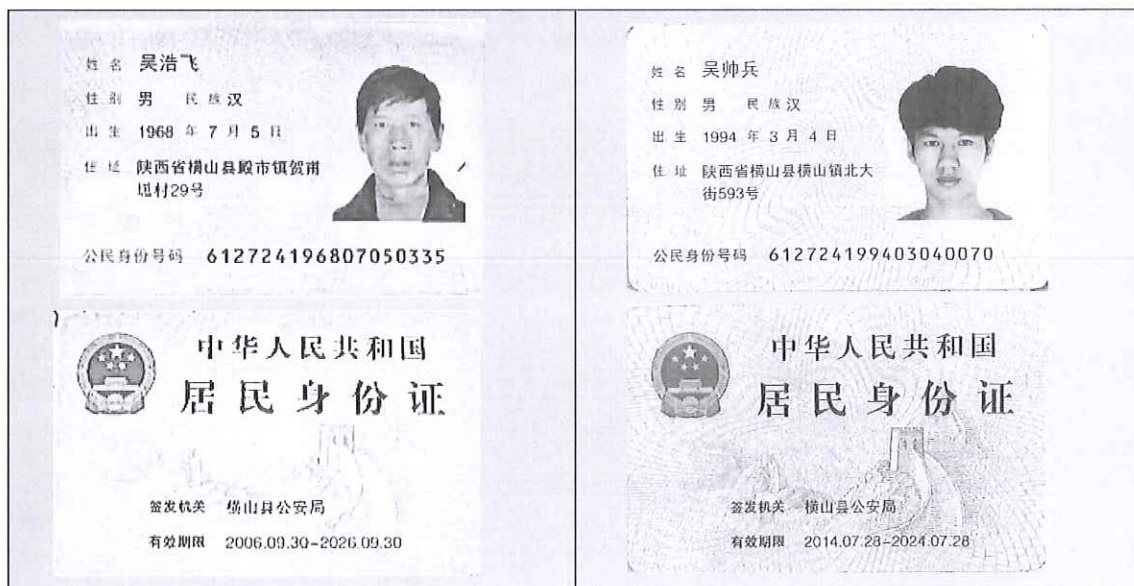 姓名 吴浩飞
性别 男 民族 汉
出生 1968 年 7 月 5 日
住址 陕西省横山县殿市镇贺甫
村29号
公民身份号码 612724196807050335
中华人民共和国
居民身份证
签发机关 横山县公安局
有效期限 2006.09.30-2026.09.30
姓名 吴帅兵
性别 男 民族 汉
出生 1994 年 3 月 4 日
住址 陕西省横山县横山镇北大
街593号
公民身份号码 612724199403040070
中华人民共和国
居民身份证
签发机关 横山县公安局
有效期限 2014.07.28-2024.07.28